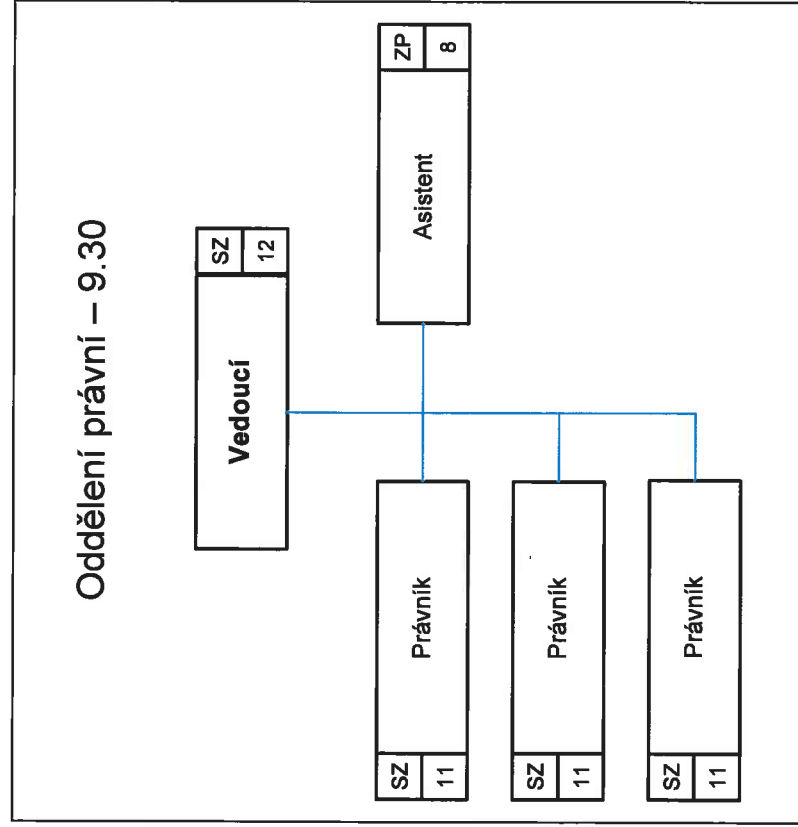 Oddělení právní – 9.30
Vedoucí
SZ
12
Právník
SZ
11
Asistent
ZP
8
Právník
SZ
11
Právník
SZ
11